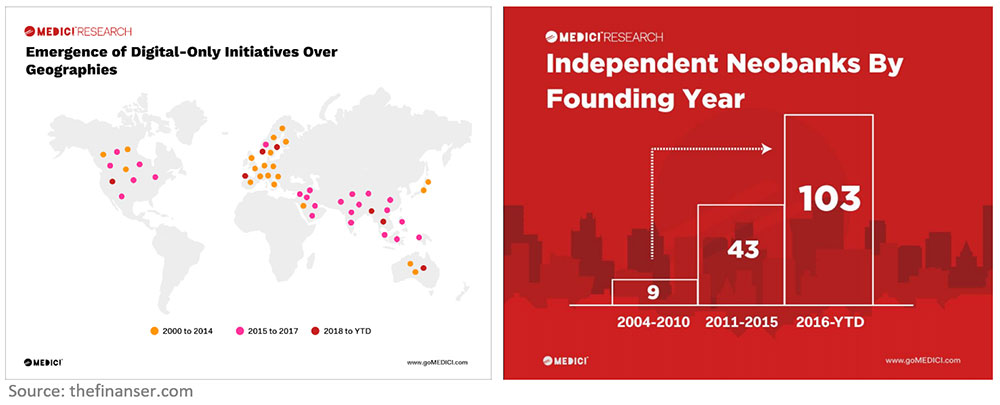 MEDICI RESEARCH
Emergence of Digital-Only Initiatives Over
Geographies
2000 to 2014
2015 to 2017
2018 to YTD
MEDICI
www.goMEDICI.com
MEDICI RESEARCH
Independent Neobanks By
Founding Year
103
43
9
2004-2010
2011-2015
2016-YTD
MEDICI
www.goMEDICI.com
Source: thefinanser.com